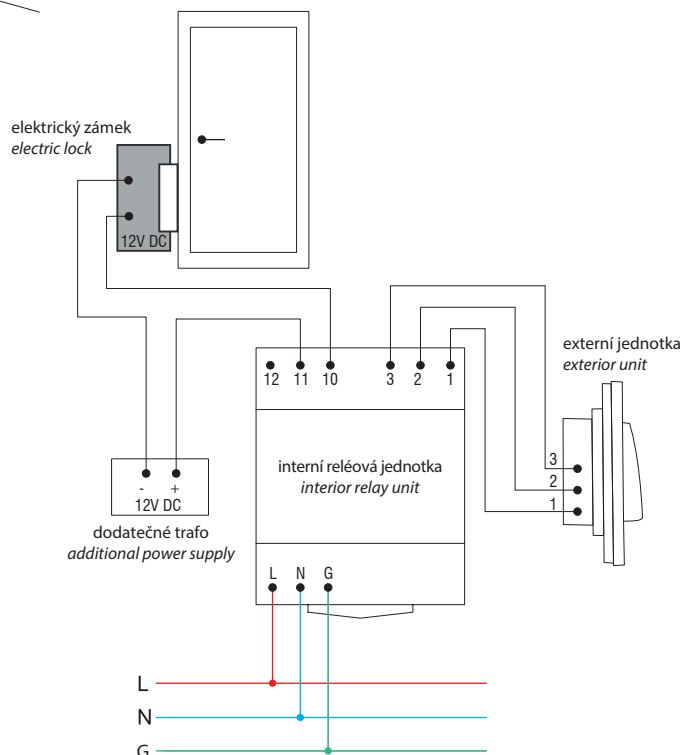 elektrický zámek
electric lock
12V DC
externí jednotka
exterior unit
12 11 10 3 2 1
interní reléová jednotka
interior relay unit
3
2
1
- +
12V DC
dodatečné trafo
additional power supply
L N G
L
N
G